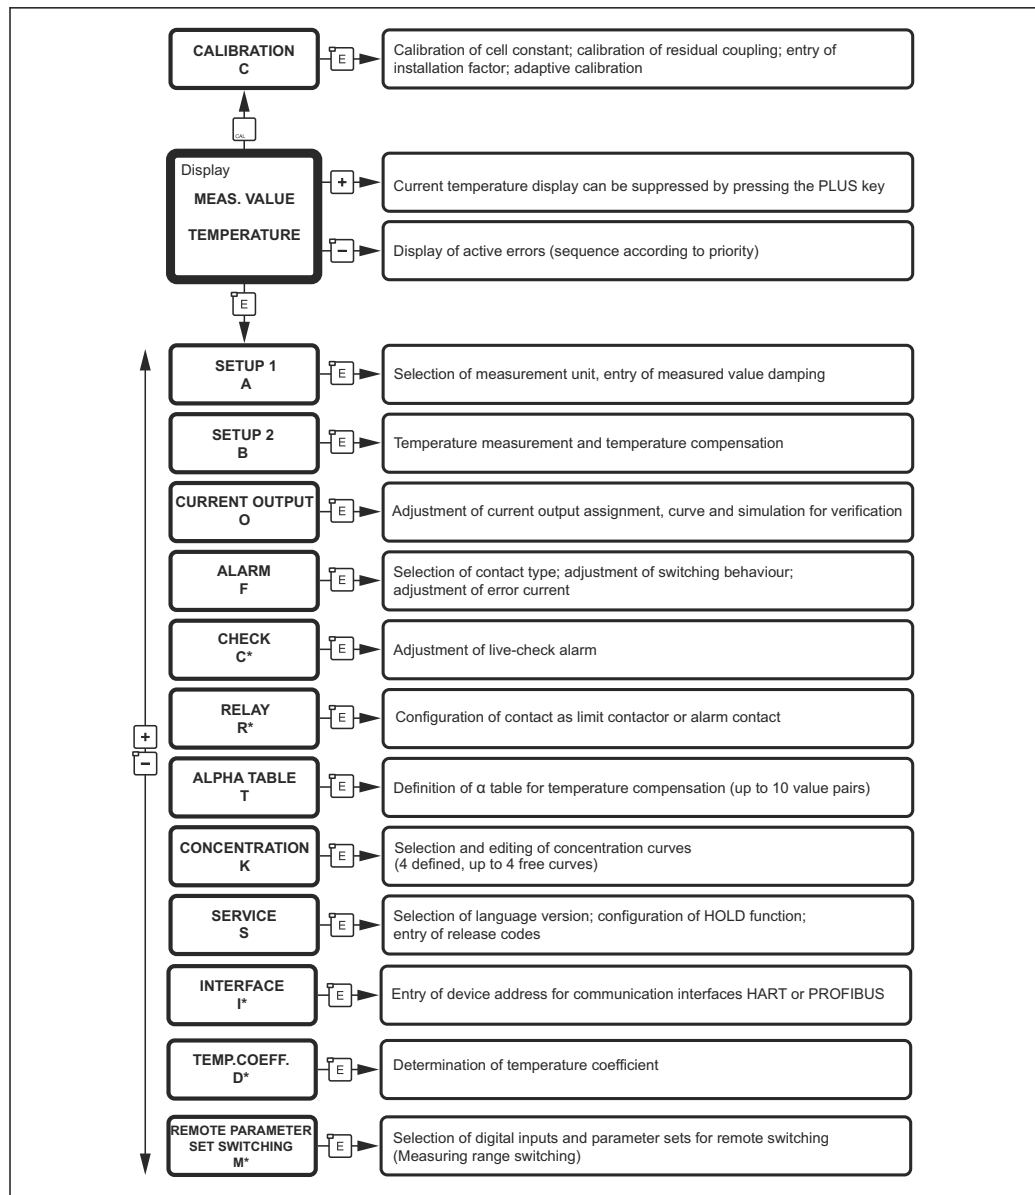 CALIBRATION
C
E
Calibration of cell constant; calibration of residual coupling; entry of
installation factor; adaptive calibration
CAL
Display
MEAS. VALUE
TEMPERATURE
+
Current temperature display can be suppressed by pressing the PLUS key
−
Display of active errors (sequence according to priority)
E
SETUP 1
A
E
Selection of measurement unit, entry of measured value damping
SETUP 2
B
E
Temperature measurement and temperature compensation
CURRENT OUTPUT
O
E
Adjustment of current output assignment, curve and simulation for verification
ALARM
F
E
Selection of contact type; adjustment of switching behaviour;
adjustment of error current
CHECK
C*
E
Adjustment of live-check alarm
RELAY
R*
E
Configuration of contact as limit contactor or alarm contact
+
−
ALPHA TABLE
T
E
Definition of α table for temperature compensation (up to 10 value pairs)
CONCENTRATION
K
E
Selection and editing of concentration curves
(4 defined, up to 4 free curves)
SERVICE
S
E
Selection of language version; configuration of HOLD function;
entry of release codes
INTERFACE
I*
E
Entry of device address for communication interfaces HART or PROFIBUS
TEMP.COEFF.
D*
E
Determination of temperature coefficient
REMOTE PARAMETER
SET SWITCHING
M*
E
Selection of digital inputs and parameter sets for remote switching
(Measuring range switching)